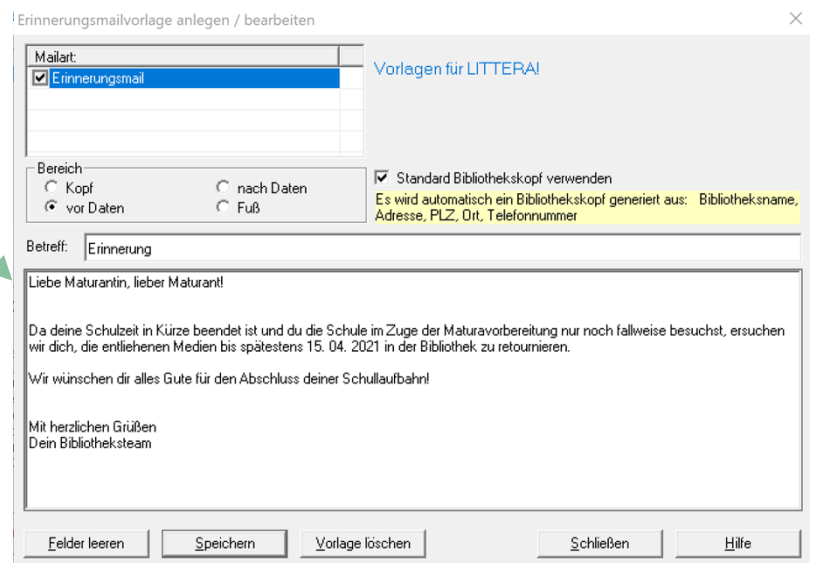 Erinnerungsmailvorlage anlegen / bearbeiten
Mailart:
Erinnerungsmail
Vorlagen für LITTERA!
Bereich
Kopf
nach Daten
vor Daten
Fuß
Standard Bibliothekskopf verwenden
Es wird automatisch ein Bibliothekskopf generiert aus: Bibliotheksname,
Adresse, PLZ, Ort, Telefonnummer
Betreff: Erinnerung
Liebe Maturantin, lieber Maturant!
Da deine Schulzeit in Kürze beendet ist und du die Schule im Zuge der Maturavorbereitung nur noch fallweise besuchst, ersuchen
wir dich, die entliehenen Medien bis spätestens 15. 04. 2021 in der Bibliothek zu retournieren.
Wir wünschen dir alles Gute für den Abschluss deiner Schullaufbahn!
Mit herzlichen Grüßen
Dein Bibliotheksteam
Felder leeren Speichern Vorlage löschen Schließen Hilfe